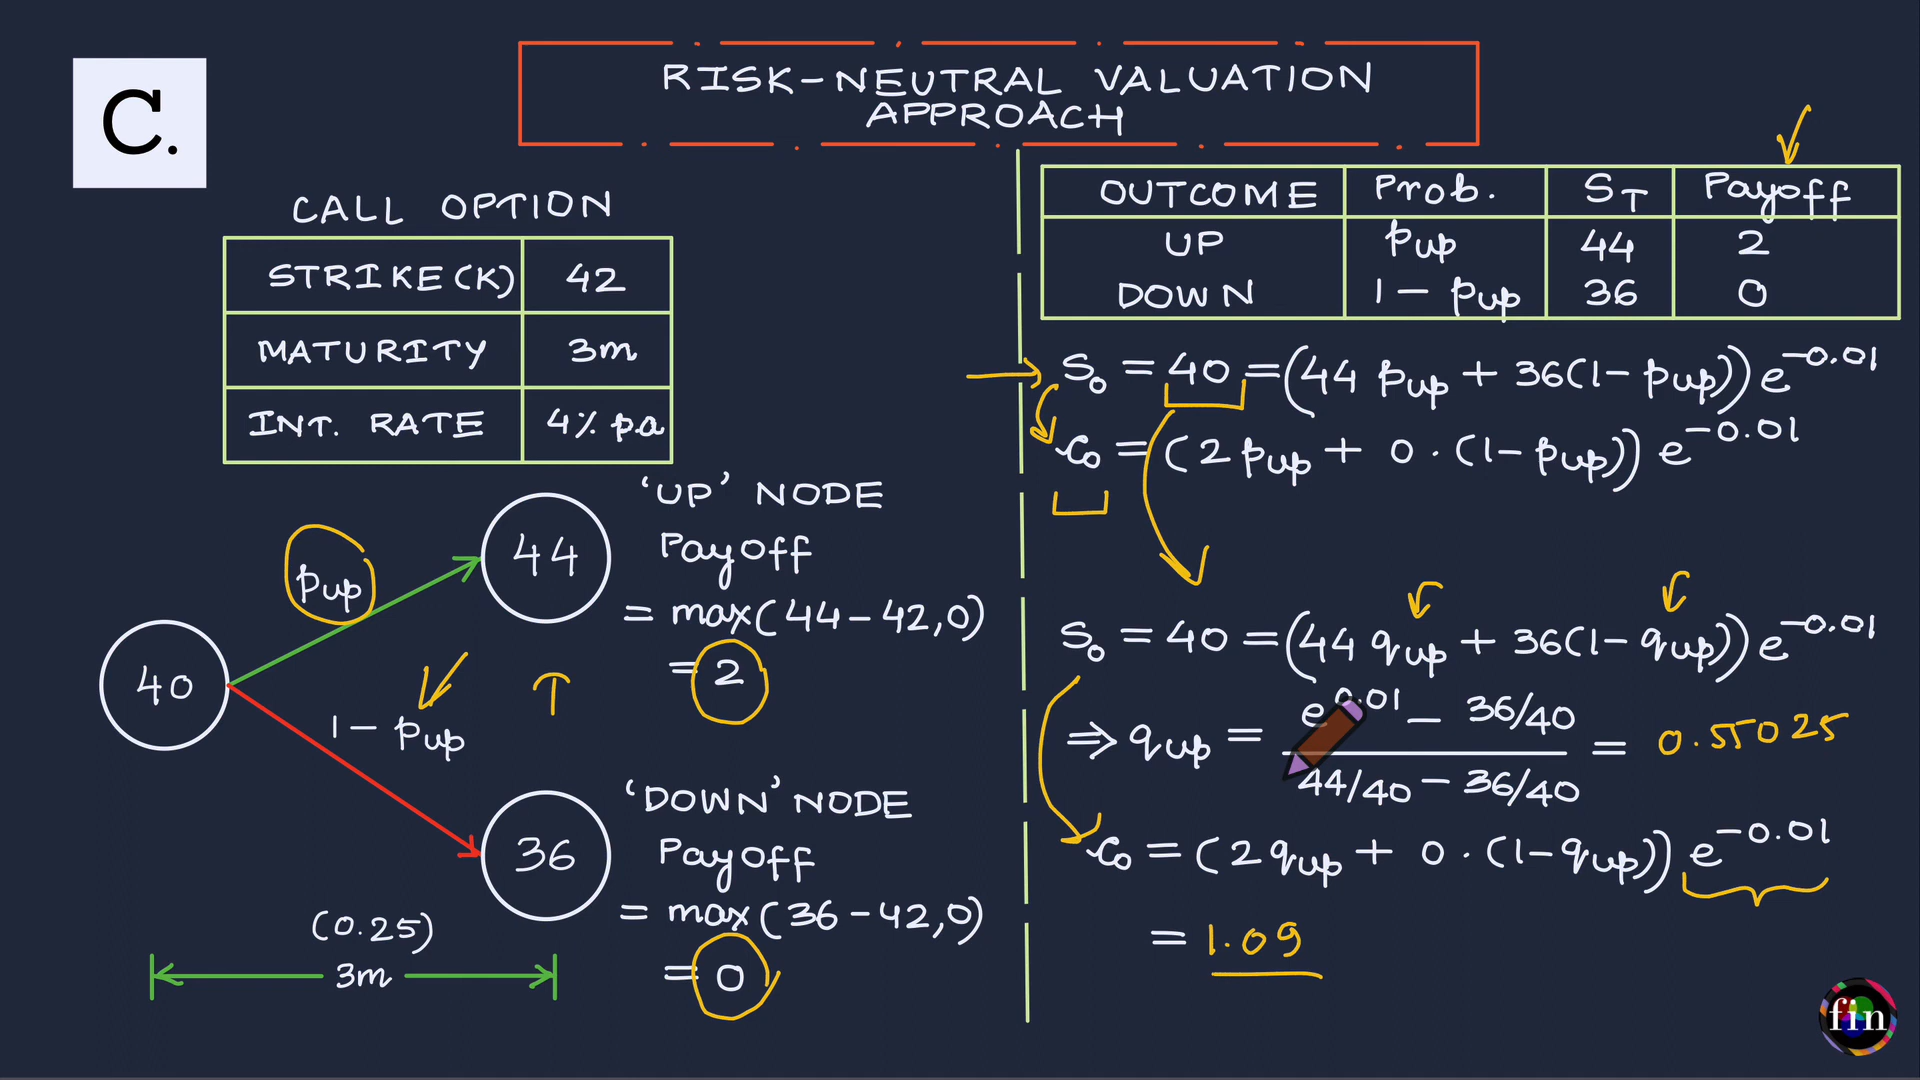 C.
RISK-NEUTRAL VALUATION
APPROACH
CALL OPTION
STRIKE(K) 42
MATURITY 3m
INT. RATE 4% p.a
40
pup
1 - pup
44
36
(0.25)
3m
'UP' NODE
Payoff
= max(44-42,0)
= 2
'DOWN' NODE
Payoff
= max(36-42,0)
= 0
OUTCOME Prob. ST Payoff
UP pup 44 2
DOWN 1 - pup 36 0
S0 = 40 = (44 pup + 36(1-pup)) e^-0.01
C0 = (2 pup + 0 . (1-pup)) e^-0.01
S0 = 40 = (44 qup + 36(1-qup)) e^-0.01
⇒ qup = (e^0.01 - 36/40) / (44/40 - 36/40) = 0.55025
C0 = (2 qup + 0 . (1-qup)) e^-0.01
= 1.09
fin